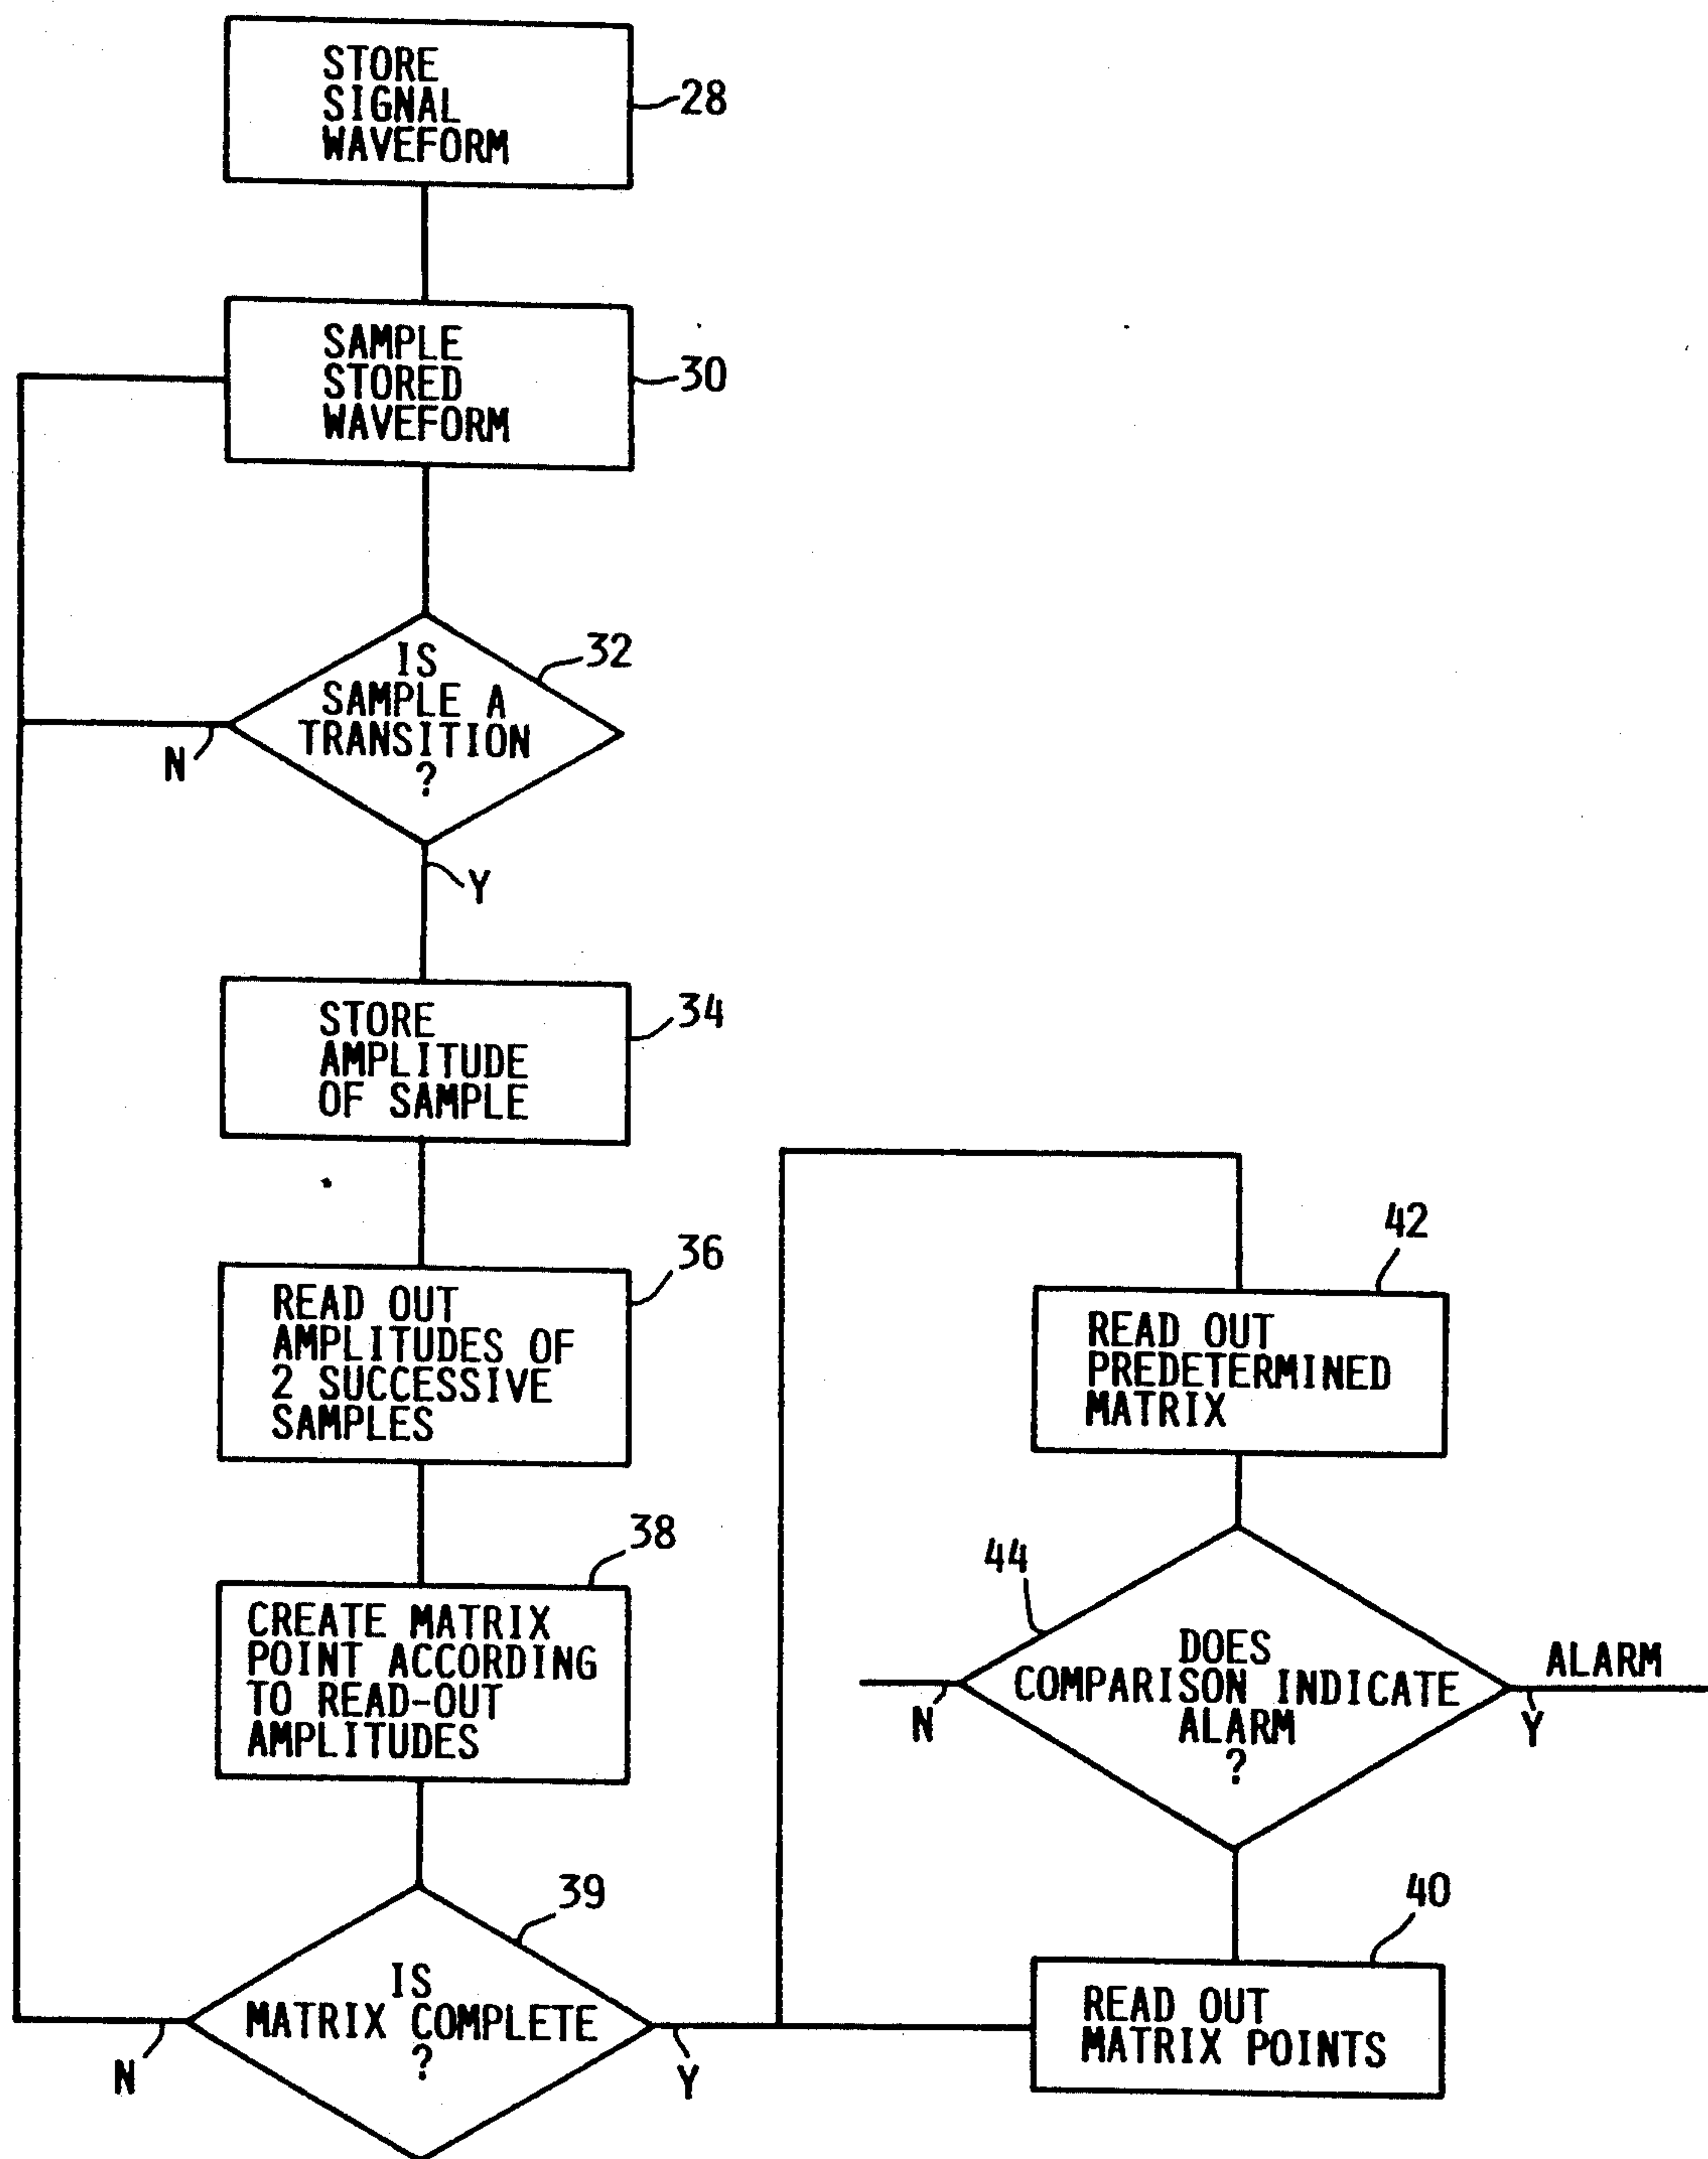 STORE
SIGNAL
WAVEFORM
28
SAMPLE
STORED
WAVEFORM
30
IS
SAMPLE A
TRANSITION
?
32
N
Y
STORE
AMPLITUDE
OF SAMPLE
34
READ OUT
AMPLITUDES OF
2 SUCCESSIVE
SAMPLES
36
CREATE MATRIX
POINT ACCORDING
TO READ-OUT
AMPLITUDES
38
IS
MATRIX COMPLETE
?
39
N
Y
READ OUT
PREDETERMINED
MATRIX
42
44
DOES
COMPARISON INDICATE
ALARM
?
N
ALARM
Y
READ OUT
MATRIX POINTS
40